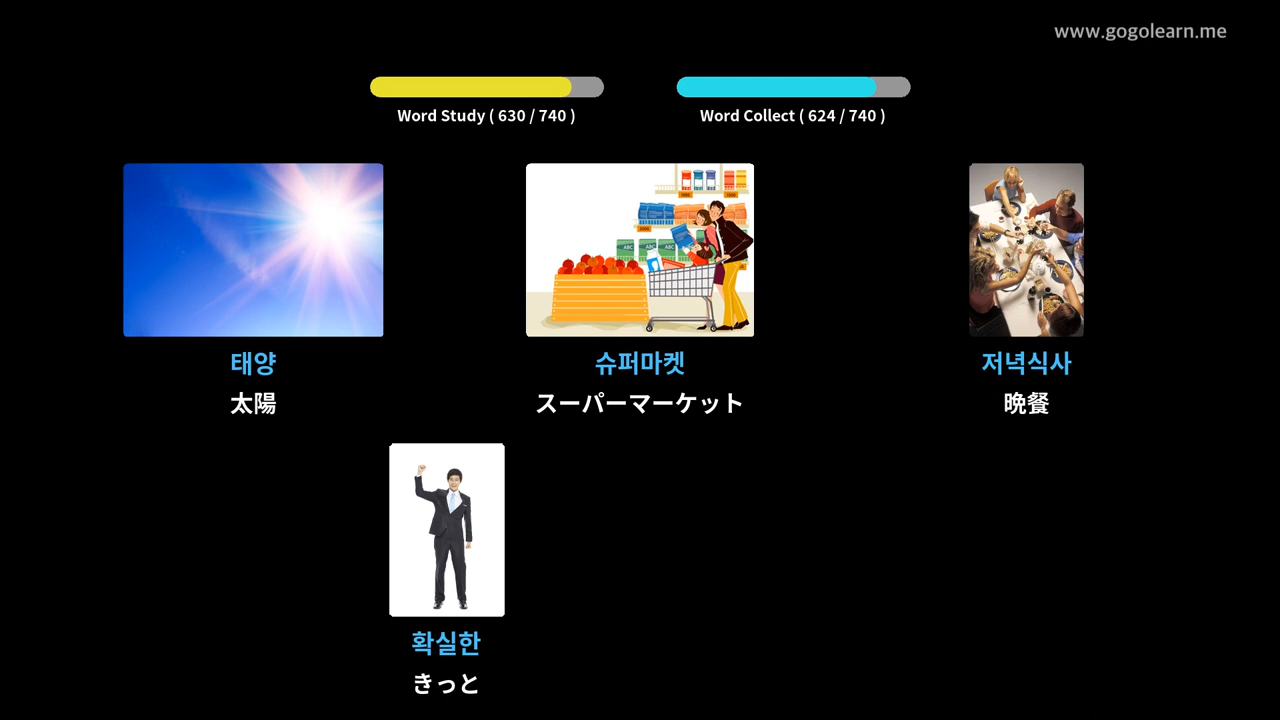 www.gogolearn.me
Word Study ( 630 / 740 )
Word Collect ( 624 / 740 )
태양
太陽
슈퍼마켓
スーパーマーケット
저녁식사
晩餐
확실한
きっと